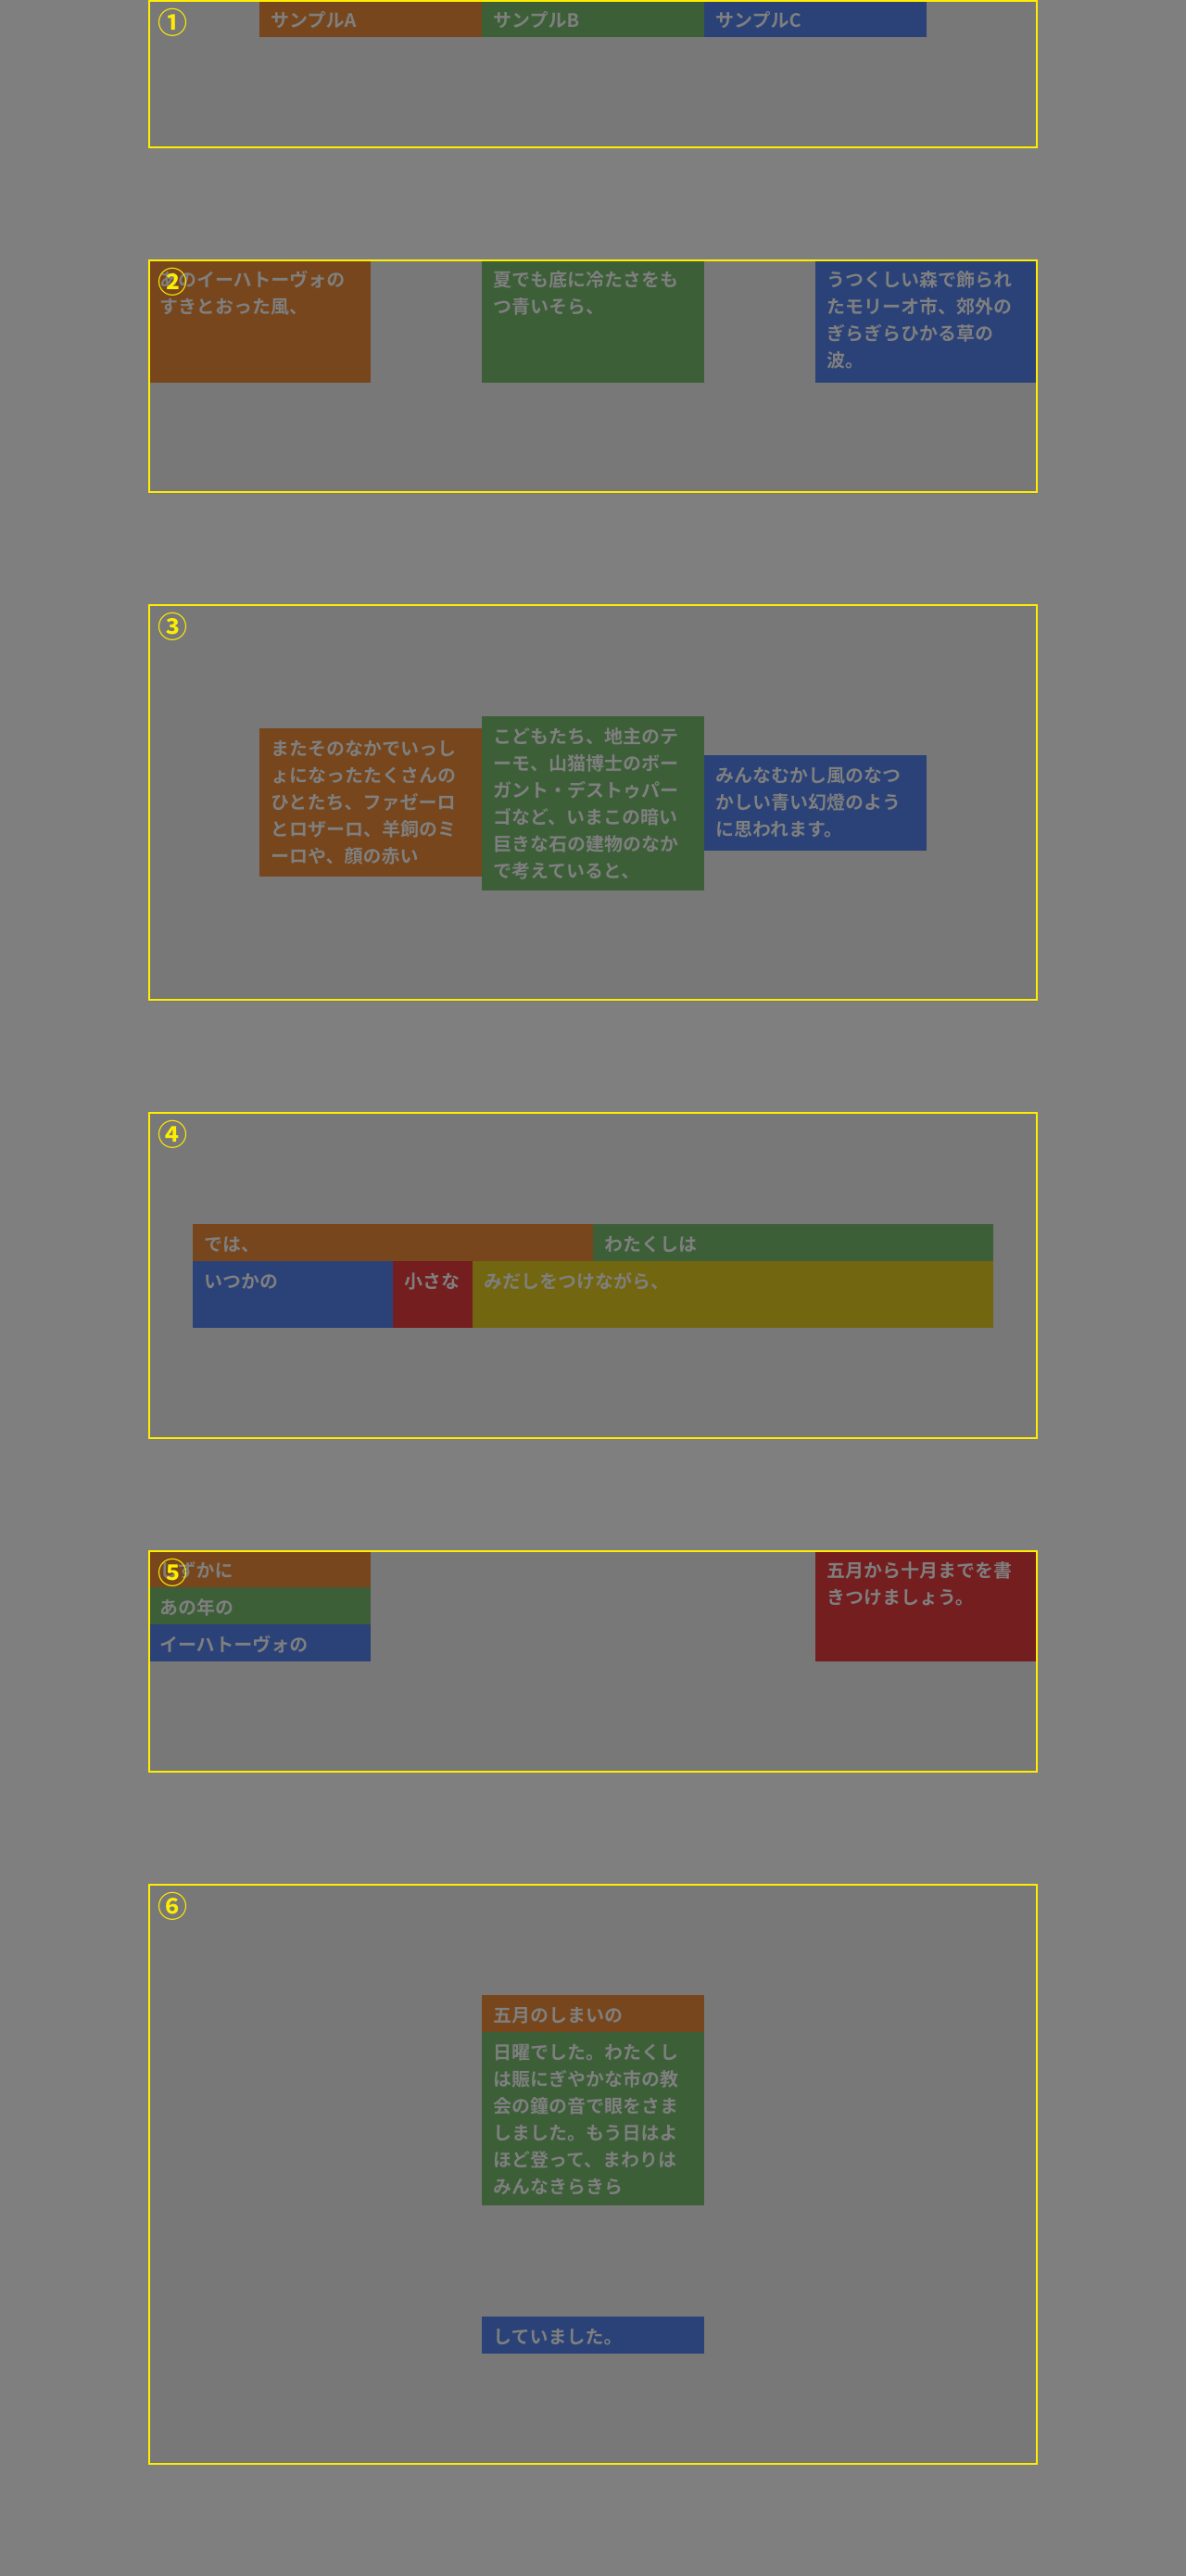 ①
サンプルA
サンプルB
サンプルC
②
あのイーハトーヴォの
すきとおった風、
夏でも底に冷たさをも
つ青いそら、
うつくしい森で飾られ
たモリーオ市、郊外の
ぎらぎらひかる草の
波。
③
またそのなかでいっし
ょになったたくさんの
ひとたち、ファゼーロ
とロザーロ、羊飼のミ
ーロや、顔の赤い
こどもたち、地主のテ
ーモ、山猫博士のボー
ガント・デストゥパー
ゴなど、いまこの暗い
巨きな石の建物のなか
で考えていると、
みんなむかし風のなつ
かしい青い幻燈のよう
に思われます。
④
では、
わたくしは
いつかの
小さな
みだしをつけながら、
⑤
しずかに
あの年の
イーハトーヴォの
五月から十月までを書
きつけましょう。
⑥
五月のしまいの
日曜でした。わたくし
は賑にぎやかな市の教
会の鐘の音で眼をさま
しました。もう日はよ
ほど登って、まわりは
みんなきらきら
していました。